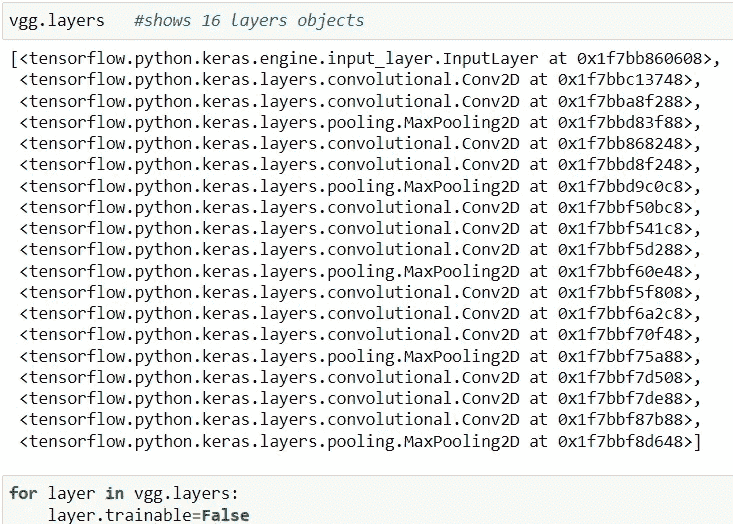 vgg.layers   #shows 16 layers objects
[<tensorflow.python.keras.engine.input_layer.InputLayer at 0x1f7bb860608>,
 <tensorflow.python.keras.layers.convolutional.Conv2D at 0x1f7bbc13748>,
 <tensorflow.python.keras.layers.convolutional.Conv2D at 0x1f7bba8f288>,
 <tensorflow.python.keras.layers.pooling.MaxPooling2D at 0x1f7bbd83f88>,
 <tensorflow.python.keras.layers.convolutional.Conv2D at 0x1f7bb868248>,
 <tensorflow.python.keras.layers.convolutional.Conv2D at 0x1f7bbd8f248>,
 <tensorflow.python.keras.layers.pooling.MaxPooling2D at 0x1f7bbd9c0c8>,
 <tensorflow.python.keras.layers.convolutional.Conv2D at 0x1f7bbf50bc8>,
 <tensorflow.python.keras.layers.convolutional.Conv2D at 0x1f7bbf541c8>,
 <tensorflow.python.keras.layers.convolutional.Conv2D at 0x1f7bbf5d288>,
 <tensorflow.python.keras.layers.pooling.MaxPooling2D at 0x1f7bbf60e48>,
 <tensorflow.python.keras.layers.convolutional.Conv2D at 0x1f7bbf5f808>,
 <tensorflow.python.keras.layers.convolutional.Conv2D at 0x1f7bbf6a2c8>,
 <tensorflow.python.keras.layers.convolutional.Conv2D at 0x1f7bbf70f48>,
 <tensorflow.python.keras.layers.pooling.MaxPooling2D at 0x1f7bbf75a88>,
 <tensorflow.python.keras.layers.convolutional.Conv2D at 0x1f7bbf7d508>,
 <tensorflow.python.keras.layers.convolutional.Conv2D at 0x1f7bbf7de88>,
 <tensorflow.python.keras.layers.convolutional.Conv2D at 0x1f7bbf87b88>,
 <tensorflow.python.keras.layers.pooling.MaxPooling2D at 0x1f7bbf8d648>]
for layer in vgg.layers:
    layer.trainable=False